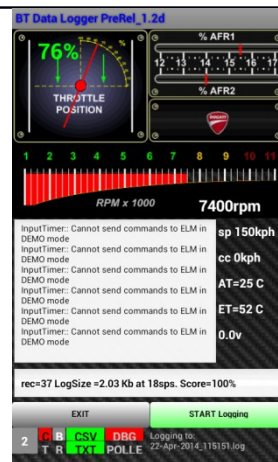 BT Data Logger PreRel_1.2d
76%
THROTTLE
POSITION
% AFR1
12 13 14 15 16 17
% AFR2
DUCATI
1 2 3 4 5 6 7 8 9 10 11
RPM x 1000
7400rpm
InputTimer:: Cannot send commands to ELM in
DEMO mode
InputTimer:: Cannot send commands to ELM in
DEMO mode
InputTimer:: Cannot send commands to ELM in
DEMO mode
InputTimer:: Cannot send commands to ELM in
DEMO mode
InputTimer:: Cannot send commands to ELM in
DEMO mode
InputTimer:: Cannot send commands to ELM in
DEMO mode
sp 150kph
cc 0kph
AT=25 C
ET=52 C
0.0v
rec=37 LogSize =2.03 Kb at 18sps. Score=100%
EXIT
START Logging
2
C B CSV DBG
T R TXT POLLE
Logging to:
22-Apr-2014_115151.log